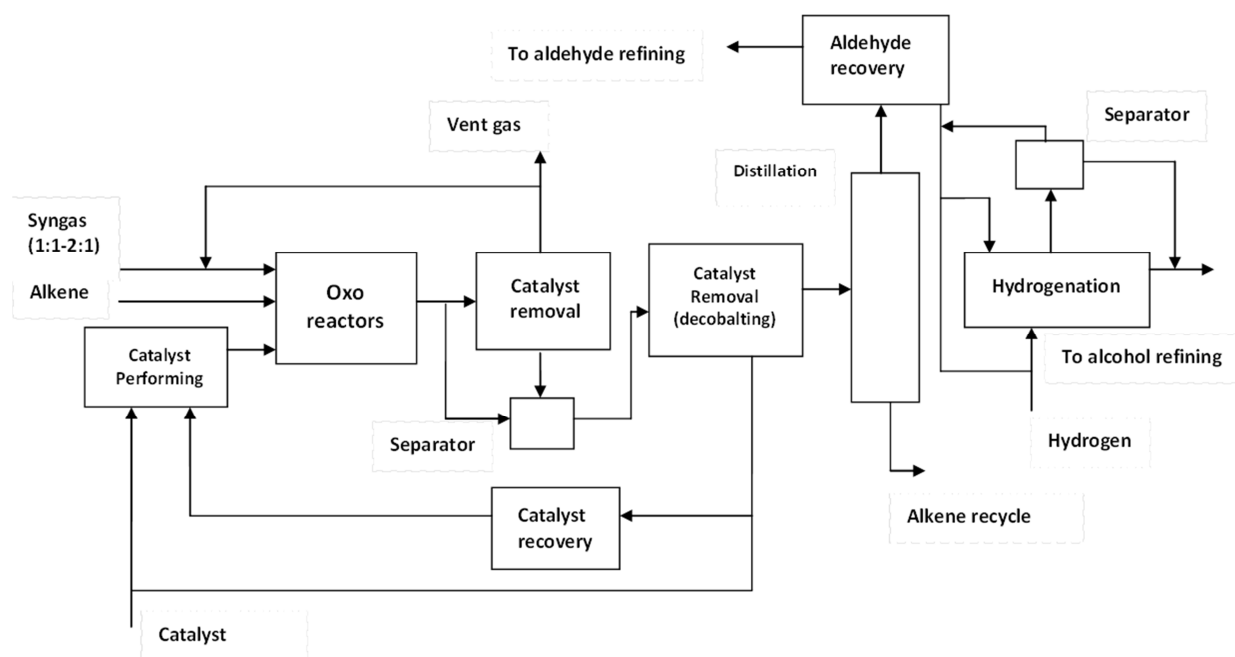 To aldehyde refining
Aldehyde
recovery
Vent gas
Separator
Distillation
Syngas
(1:1-2:1)
Alkene
Oxo
reactors
Catalyst
removal
Catalyst
Removal
(decobalting)
Hydrogenation
Catalyst
Performing
To alcohol refining
Separator
Hydrogen
Catalyst
recovery
Alkene recycle
Catalyst